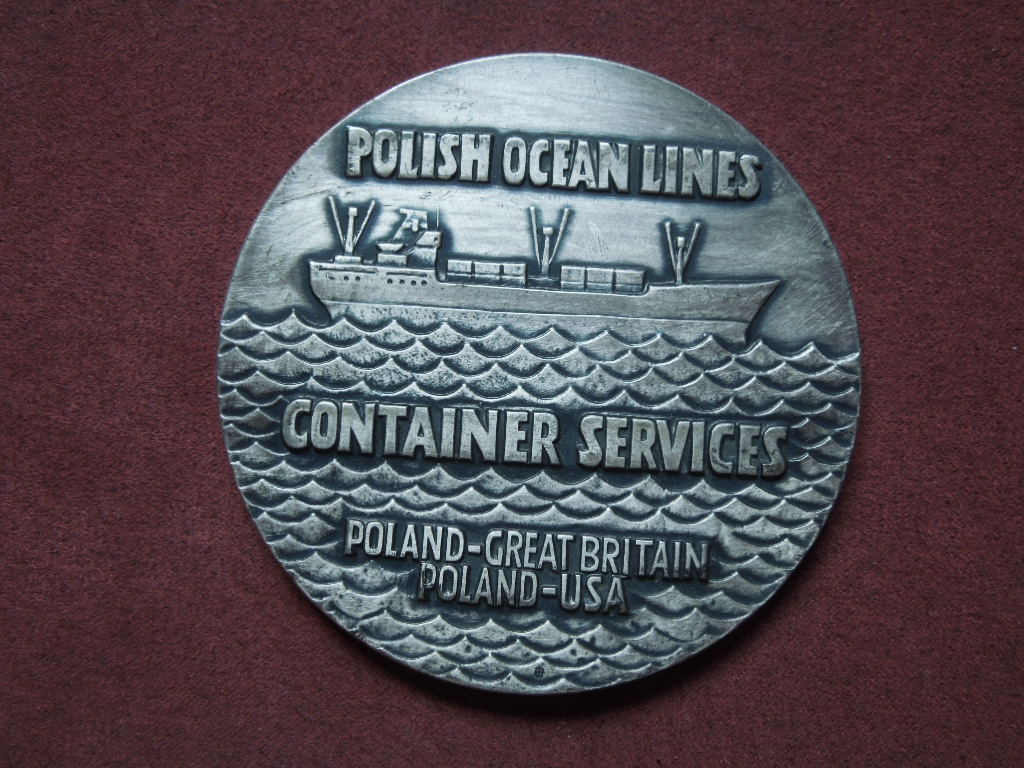 POLISH OCEAN LINES
CONTAINER SERVICES
POLAND-GREAT BRITAIN
POLAND-USA